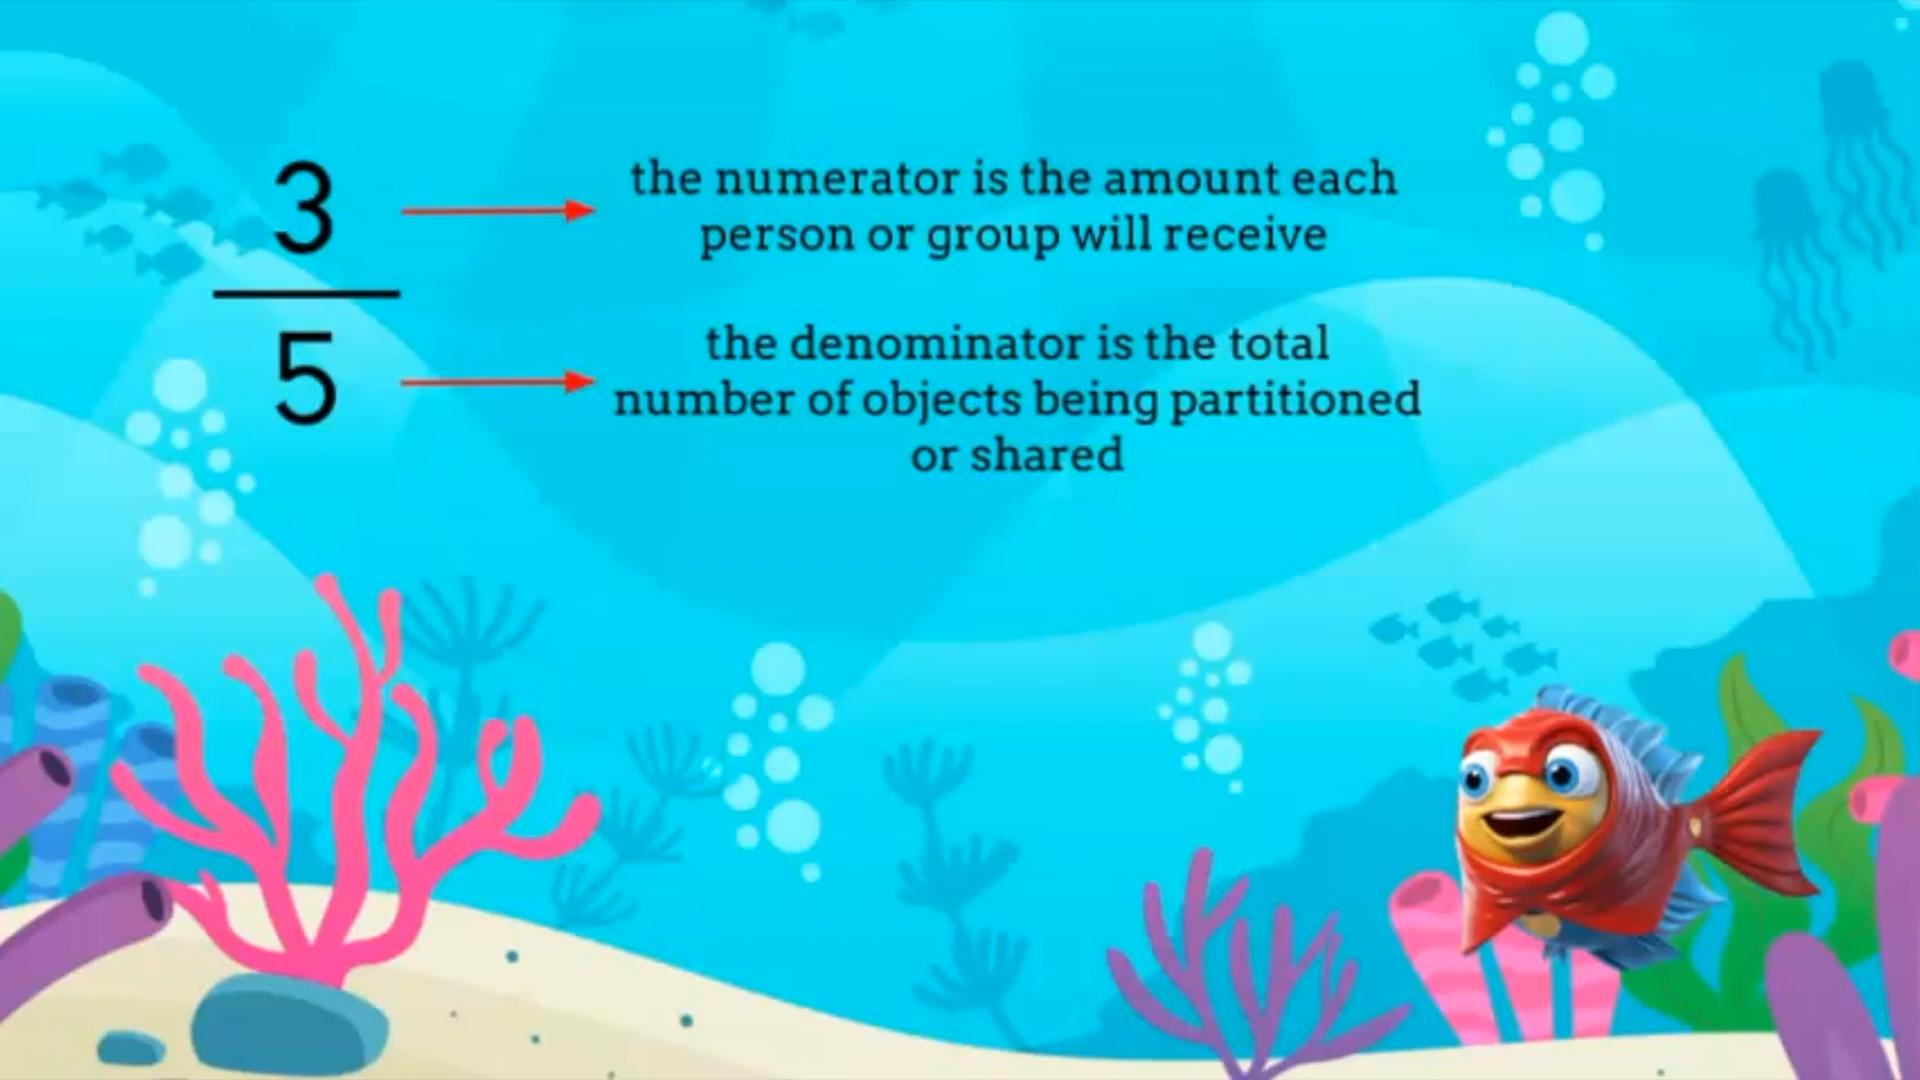 3
the numerator is the amount each
person or group will receive
5
the denominator is the total
number of objects being partitioned
or shared